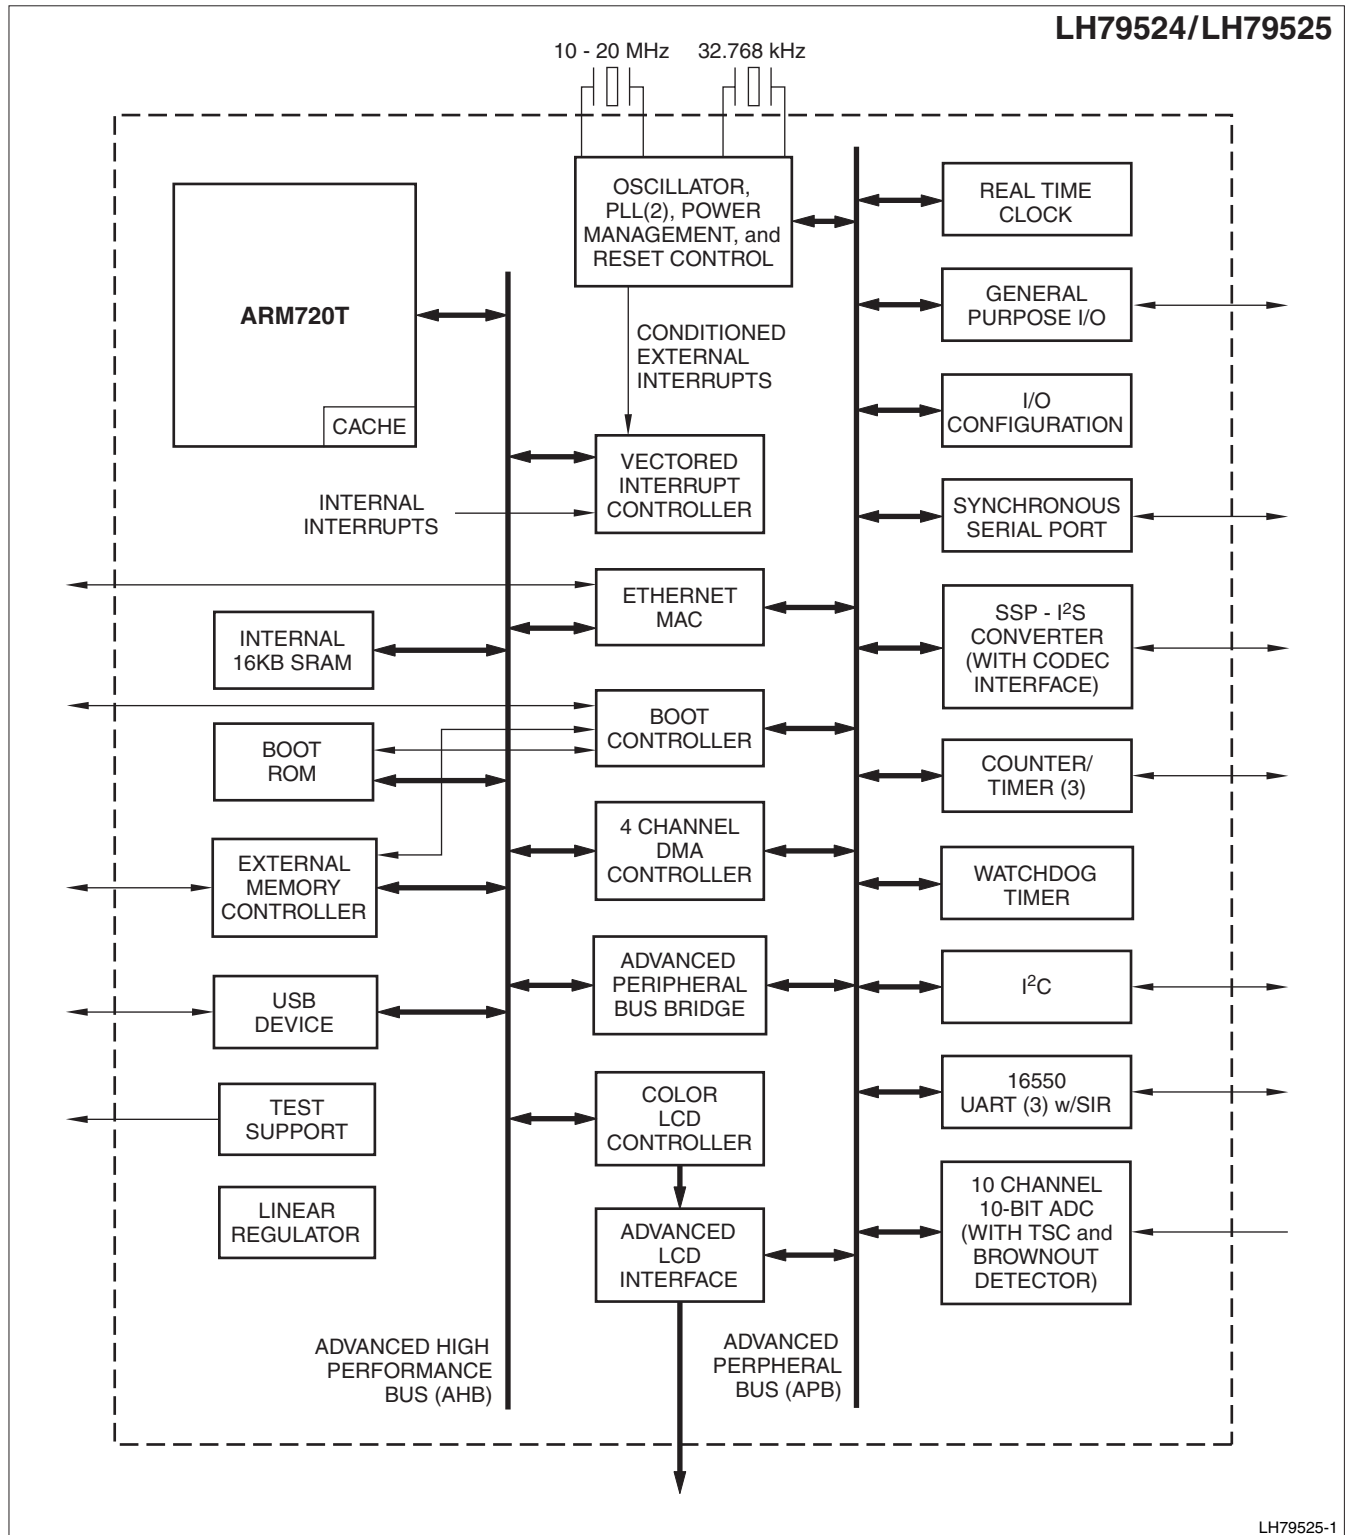 LH79524/LH79525
10 - 20 MHz
32.768 kHz
OSCILLATOR,
PLL(2), POWER
MANAGEMENT, and
RESET CONTROL
REAL TIME
CLOCK
ARM720T
CACHE
GENERAL
PURPOSE I/O
CONDITIONED
EXTERNAL
INTERRUPTS
I/O
CONFIGURATION
VECTORED
INTERRUPT
CONTROLLER
INTERNAL
INTERRUPTS
SYNCHRONOUS
SERIAL PORT
ETHERNET
MAC
INTERNAL
16KB SRAM
SSP - I²S
CONVERTER
(WITH CODEC
INTERFACE)
BOOT
CONTROLLER
BOOT
ROM
COUNTER/
TIMER (3)
4 CHANNEL
DMA
CONTROLLER
EXTERNAL
MEMORY
CONTROLLER
WATCHDOG
TIMER
ADVANCED
PERIPHERAL
BUS BRIDGE
I²C
USB
DEVICE
COLOR
LCD
CONTROLLER
16550
UART (3) w/SIR
TEST
SUPPORT
LINEAR
REGULATOR
ADVANCED
LCD
INTERFACE
10 CHANNEL
10-BIT ADC
(WITH TSC and
BROWNOUT
DETECTOR)
ADVANCED HIGH
PERFORMANCE
BUS (AHB)
ADVANCED
PERPHERAL
BUS (APB)
LH79525-1